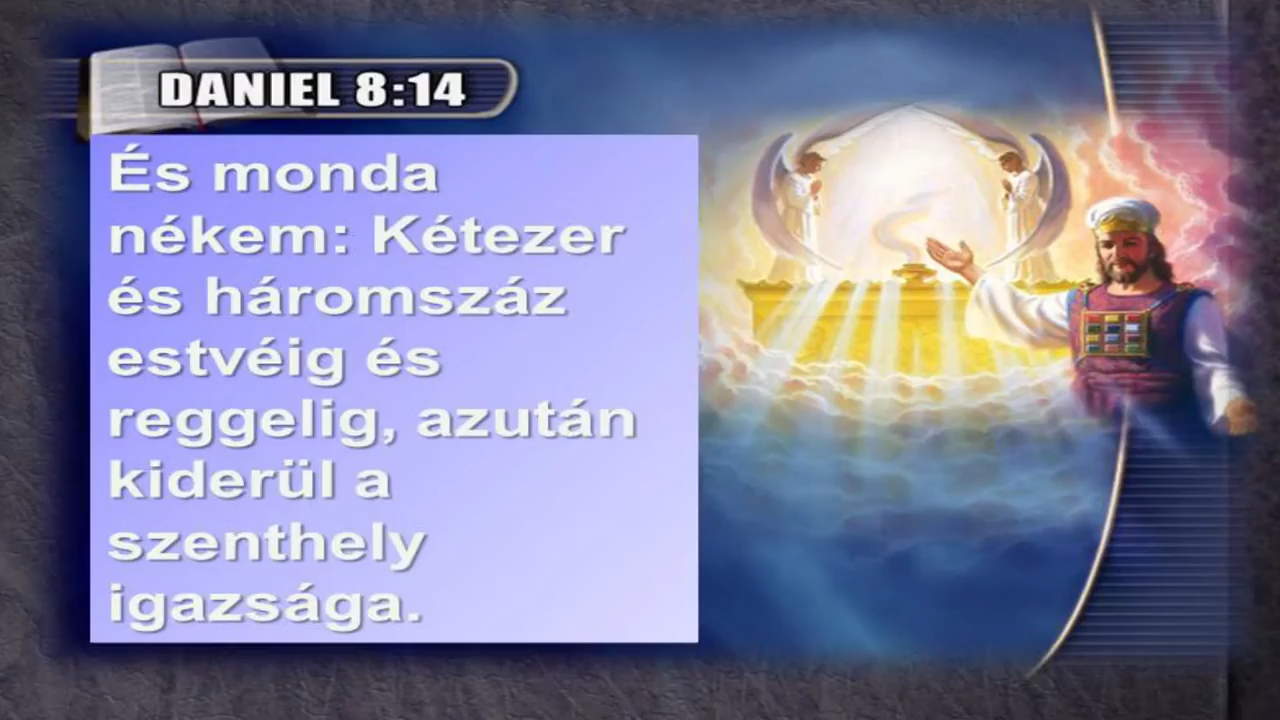 DANIEL 8:14
És monda
nékem: Kétezer
és háromszáz
estvéig és
reggelig, azután
kiderül a
szenthely
igazsága.